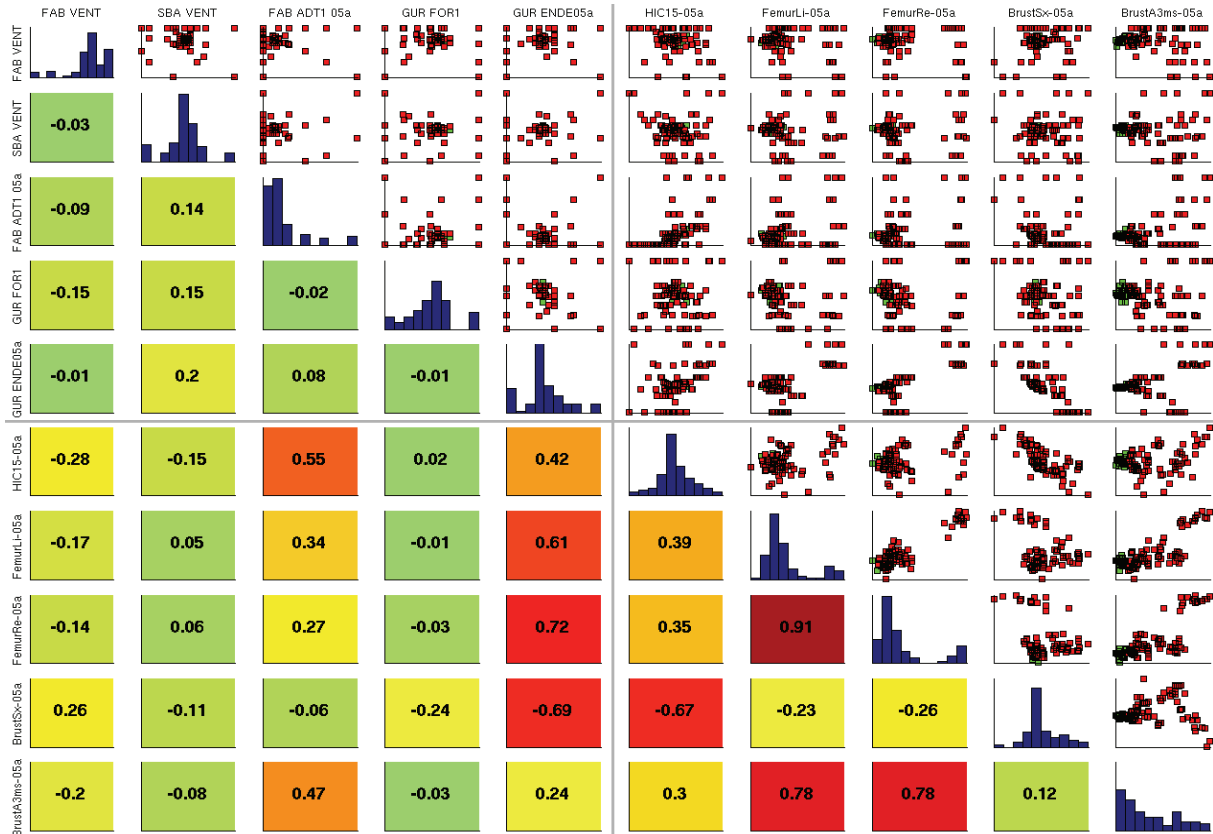 FAB VENT SBA VENT FAB ADT1 05a GUR FOR1 GUR ENDE05a HIC15-05a FemurLi-05a FemurRe-05a BrustSx-05a BrustA3ms-05a
FAB VENT
SBA VENT
-0.03
FAB ADT1 05a
-0.09 0.14
GUR FOR1
-0.15 0.15 -0.02
GUR ENDE05a
-0.01 0.2 0.08 -0.01
HIC15-05a
-0.28 -0.15 0.55 0.02 0.42
FemurLi-05a
-0.17 0.05 0.34 -0.01 0.61 0.39
FemurRe-05a
-0.14 0.06 0.27 -0.03 0.72 0.35 0.91
BrustSx-05a
0.26 -0.11 -0.06 -0.24 -0.69 -0.67 -0.23 -0.26
BrustA3ms-05a
-0.2 -0.08 0.47 -0.03 0.24 0.3 0.78 0.78 0.12